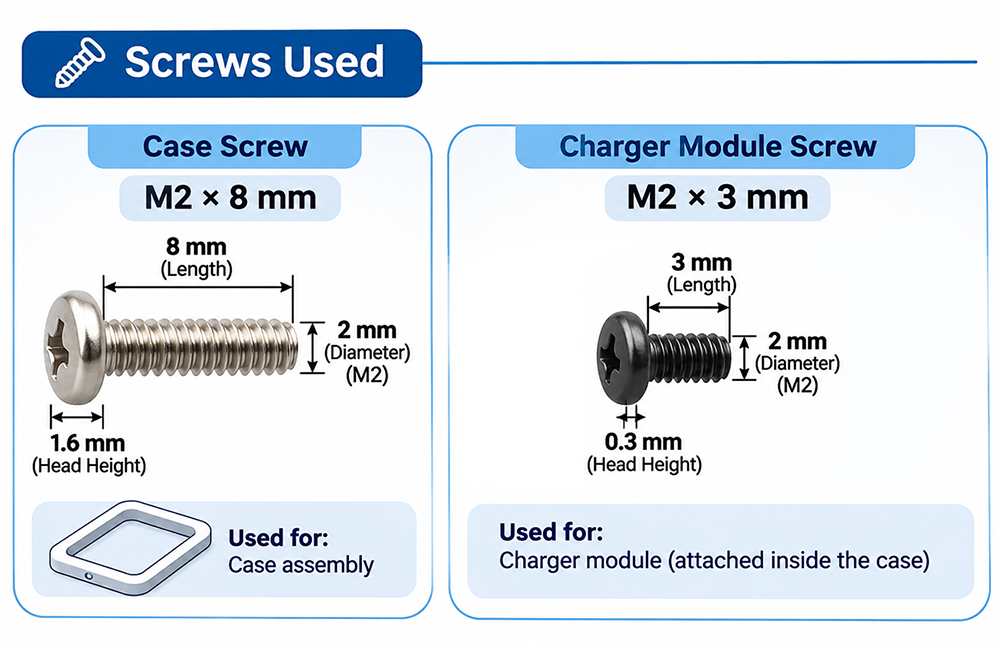 Screws Used
Case Screw
M2 × 8 mm
8 mm
(Length)
2 mm
(Diameter)
(M2)
1.6 mm
(Head Height)
Used for:
Case assembly
Charger Module Screw
M2 × 3 mm
3 mm
(Length)
2 mm
(Diameter)
(M2)
0.3 mm
(Head Height)
Used for:
Charger module (attached inside the case)